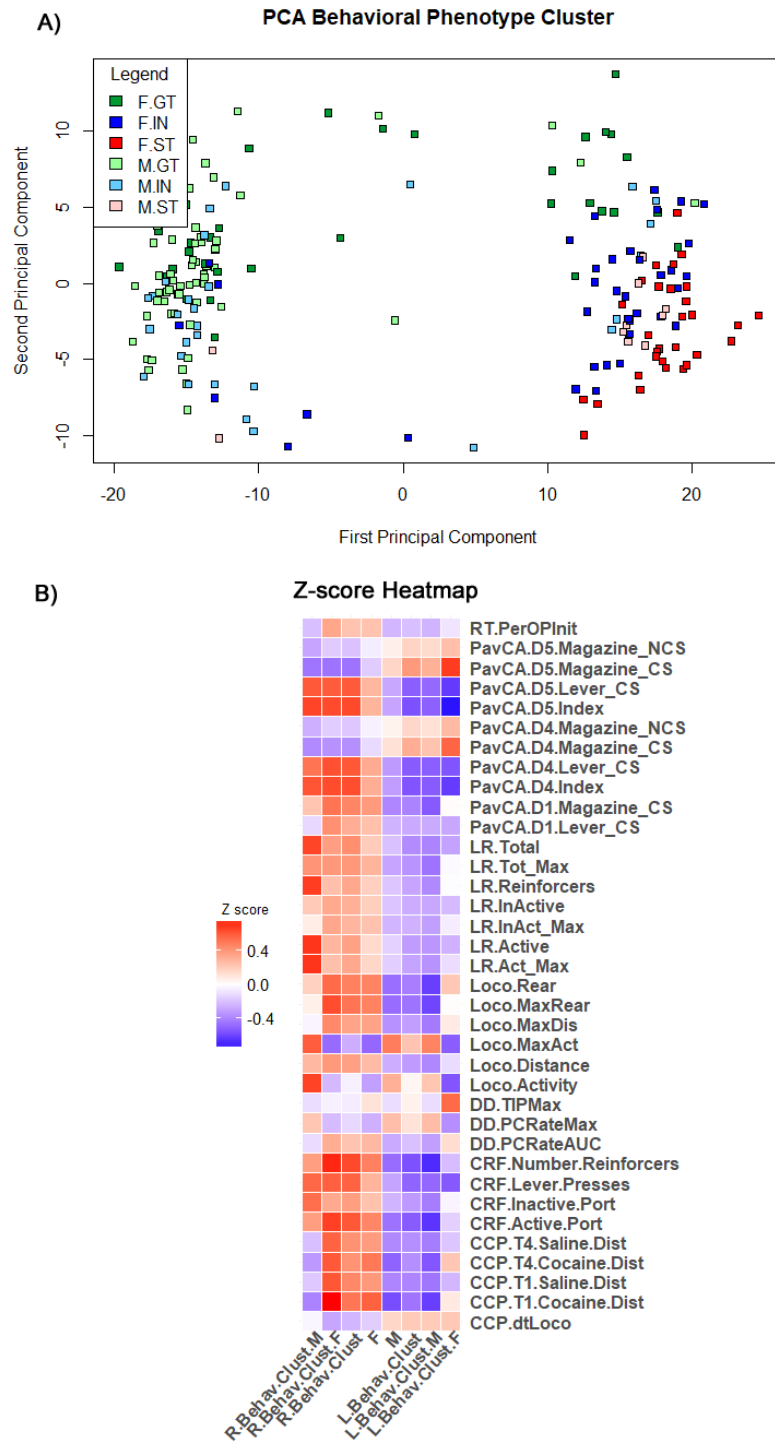 A)
PCA Behavioral Phenotype Cluster
Legend
F.GT
F.IN
F.ST
M.GT
M.IN
M.ST
Second Principal Component
10
5
0
-5
-10
-20
-10
0
10
20
First Principal Component
B)
Z-score Heatmap
RT.PerOPInit
PavCA.D5.Magazine_NCS
PavCA.D5.Magazine_CS
PavCA.D5.Lever_CS
PavCA.D5.Index
PavCA.D4.Magazine_NCS
PavCA.D4.Magazine_CS
PavCA.D4.Lever_CS
PavCA.D4.Index
PavCA.D1.Magazine_CS
PavCA.D1.Lever_CS
LR.Total
LR.Tot_Max
LR.Reinforcers
LR.InActive
LR.InAct_Max
LR.Active
LR.Act_Max
Loco.Rear
Loco.MaxRear
Loco.MaxDis
Loco.MaxAct
Loco.Distance
Loco.Activity
DD.TIPMax
DD.PCRateMax
DD.PCRateAUC
CRF.Number.Reinforcers
CRF.Lever.Presses
CRF.Inactive.Port
CRF.Active.Port
CCP.T4.Saline.Dist
CCP.T4.Cocaine.Dist
CCP.T1.Saline.Dist
CCP.T1.Cocaine.Dist
CCP.dtLoco
Z score
0.4
0.0
-0.4
R.Behav.Clust.M
R.Behav.Clust.F
R.Behav.Clust
F
M
L.Behav.Clust
L.Behav.Clust.M
L.Behav.Clust.F